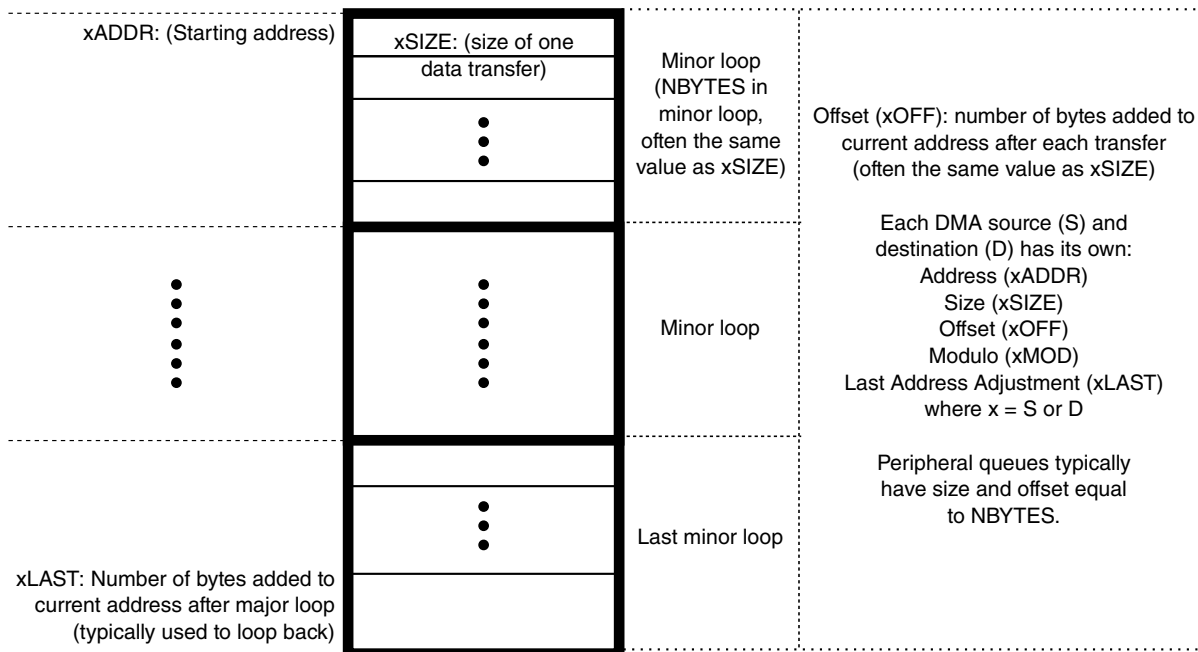 xADDR: (Starting address)
xSIZE: (size of one
data transfer)
Minor loop
(NBYTES in
minor loop,
often the same
value as xSIZE)
Offset (xOFF): number of bytes added to
current address after each transfer
(often the same value as xSIZE)
Each DMA source (S) and
destination (D) has its own:
Address (xADDR)
Size (xSIZE)
Offset (xOFF)
Modulo (xMOD)
Last Address Adjustment (xLAST)
where x = S or D
Peripheral queues typically
have size and offset equal
to NBYTES.
Minor loop
Last minor loop
xLAST: Number of bytes added to
current address after major loop
(typically used to loop back)